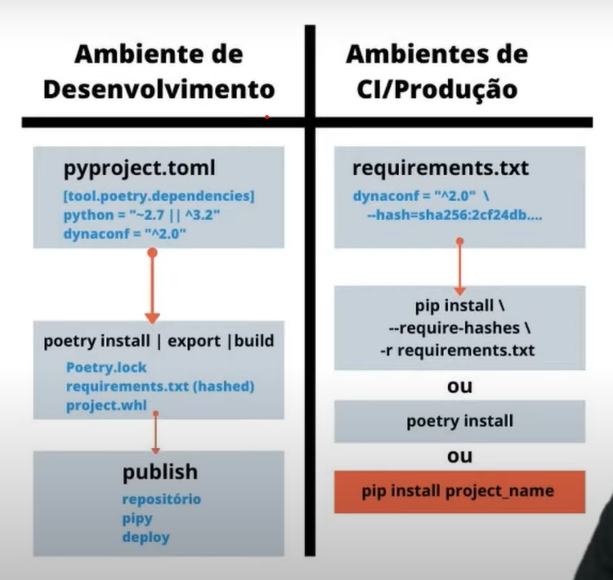 Ambiente de
Desenvolvimento
pyproject.toml
[tool.poetry.dependencies]
python = "~2.7 || ^3.2"
dynaconf = "^2.0"
poetry install | export |build
Poetry.lock
requirements.txt (hashed)
project.whl
publish
repositório
pipy
deploy
Ambientes de
CI/Produção
requirements.txt
dynaconf = "^2.0" \
--hash=sha256:2cf24db....
pip install \
--require-hashes \
-r requirements.txt
ou
poetry install
ou
pip install project_name